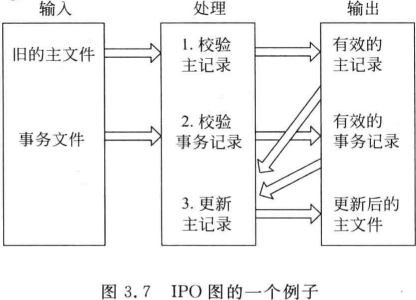 输入 处理 输出
旧的主文件
事务文件
1. 校验
主记录
2. 校验
事务记录
3. 更新
主记录
有效的
主记录
有效的
事务记录
更新后的
主文件
图 3.7 IPO 图的一个例子